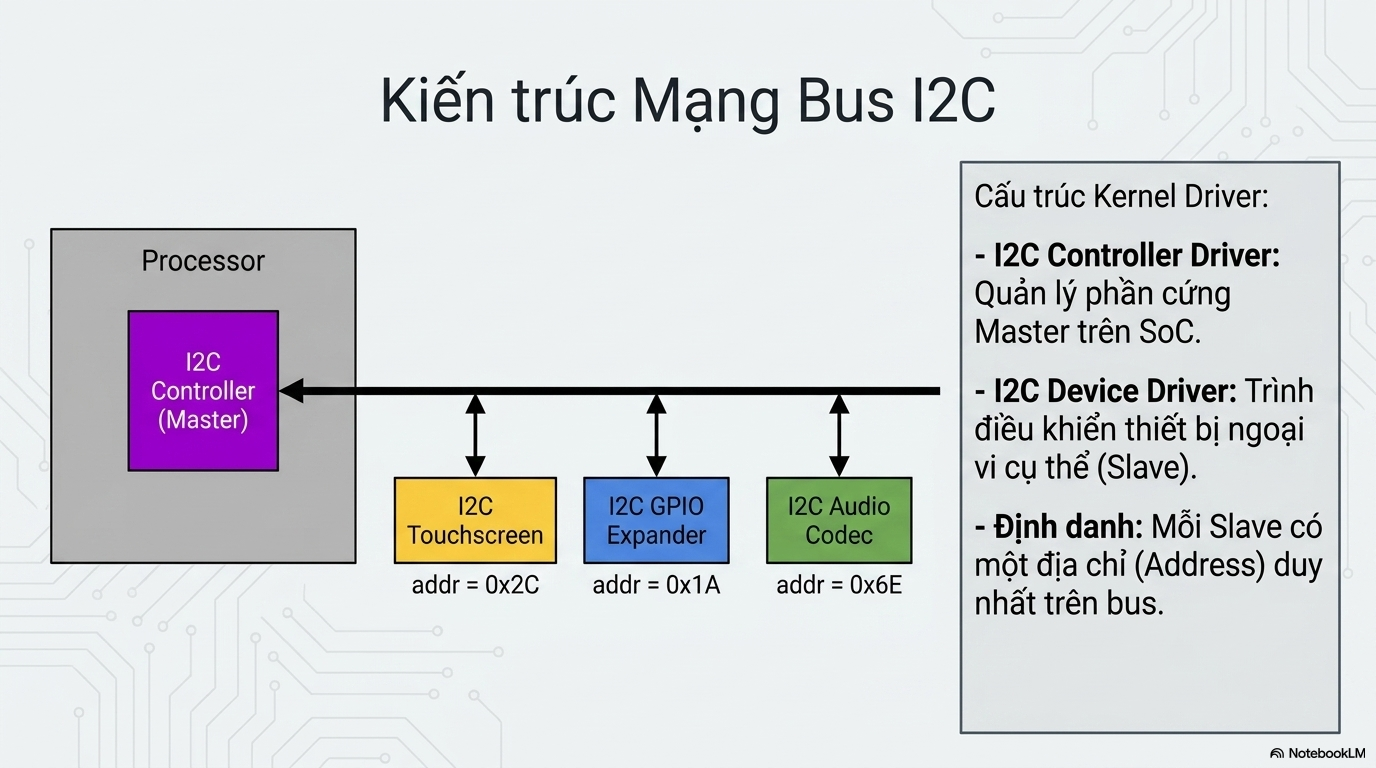 Kiến trúc Mạng Bus I2C
Processor
I2C
Controller
(Master)
I2C
Touchscreen
addr = 0x2C
I2C GPIO
Expander
addr = 0x1A
I2C Audio
Codec
addr = 0x6E
Cấu trúc Kernel Driver:
- I2C Controller Driver:
Quản lý phần cứng
Master trên SoC.
- I2C Device Driver: Trình
điều khiển thiết bị ngoại
vi cụ thể (Slave).
- Định danh: Mỗi Slave có
một địa chỉ (Address) duy
nhất trên bus.
NotebookLM